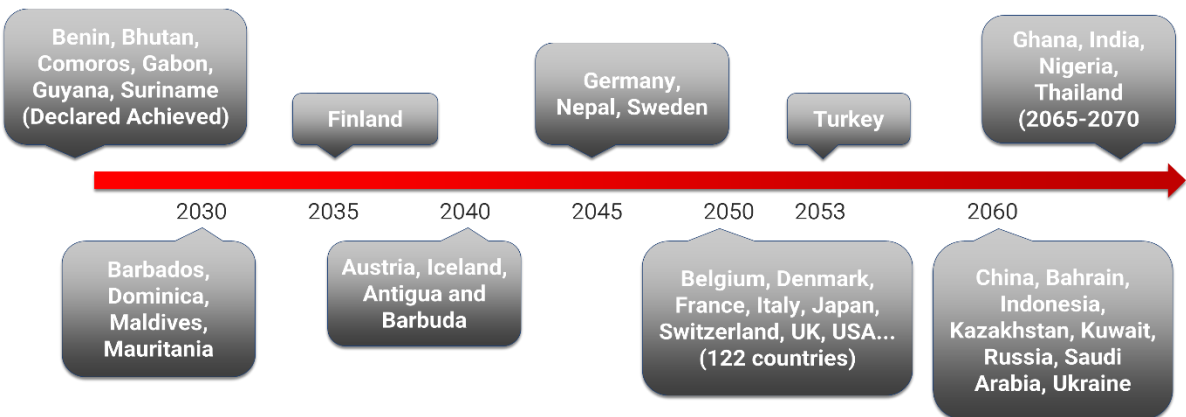 Benin, Bhutan,
Comoros, Gabon,
Guyana, Suriname
(Declared Achieved)
Finland
Germany,
Nepal, Sweden
Turkey
Ghana, India,
Nigeria,
Thailand
(2065-2070
2030
2035
2040
2045
2050
2053
2060
Barbados,
Dominica,
Maldives,
Mauritania
Austria, Iceland,
Antigua and
Barbuda
Belgium, Denmark,
France, Italy, Japan,
Switzerland, UK, USA...
(122 countries)
China, Bahrain,
Indonesia,
Kazakhstan, Kuwait,
Russia, Saudi
Arabia, Ukraine